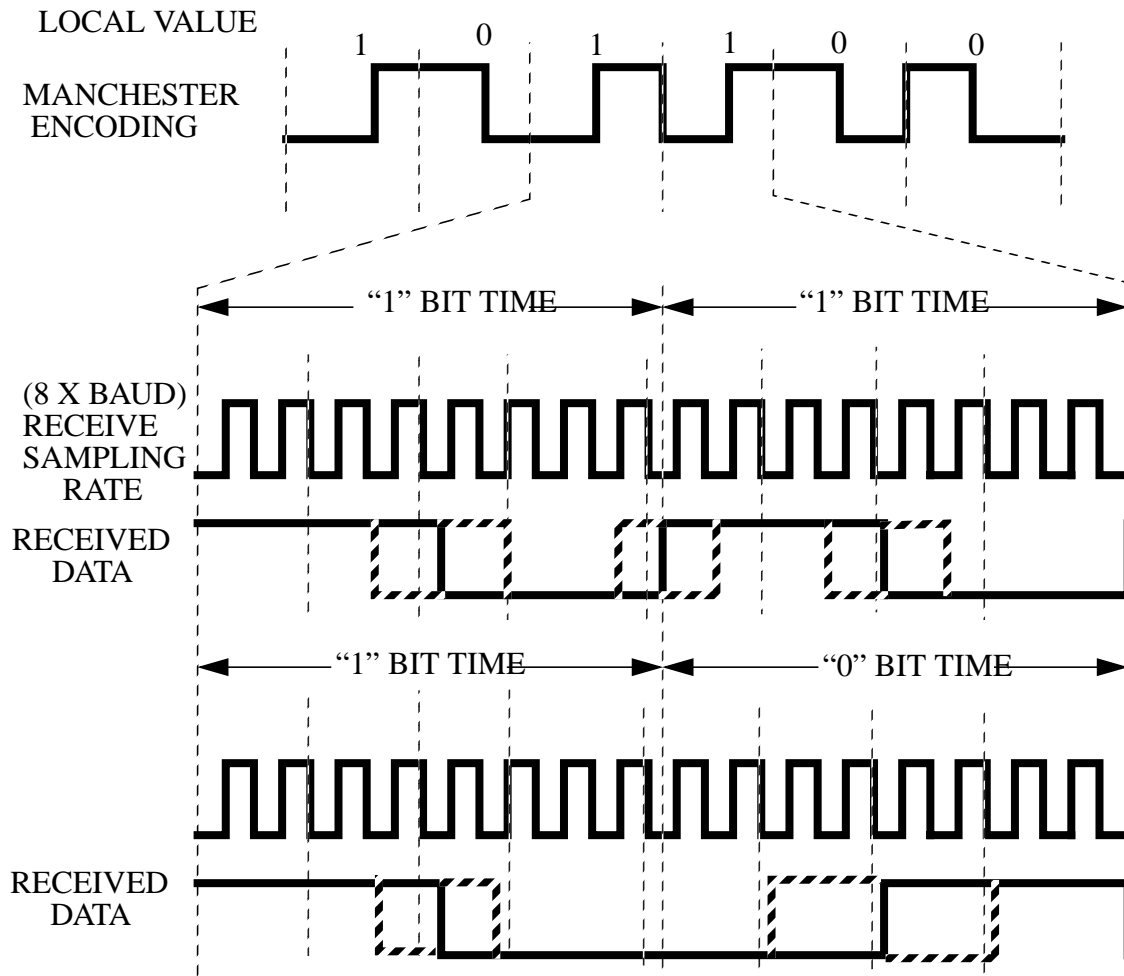 LOCAL VALUE
1 0 1 1 0 0
MANCHESTER
ENCODING
“1” BIT TIME “1” BIT TIME
(8 X BAUD)
RECEIVE
SAMPLING
RATE
RECEIVED
DATA
“1” BIT TIME “0” BIT TIME
RECEIVED
DATA